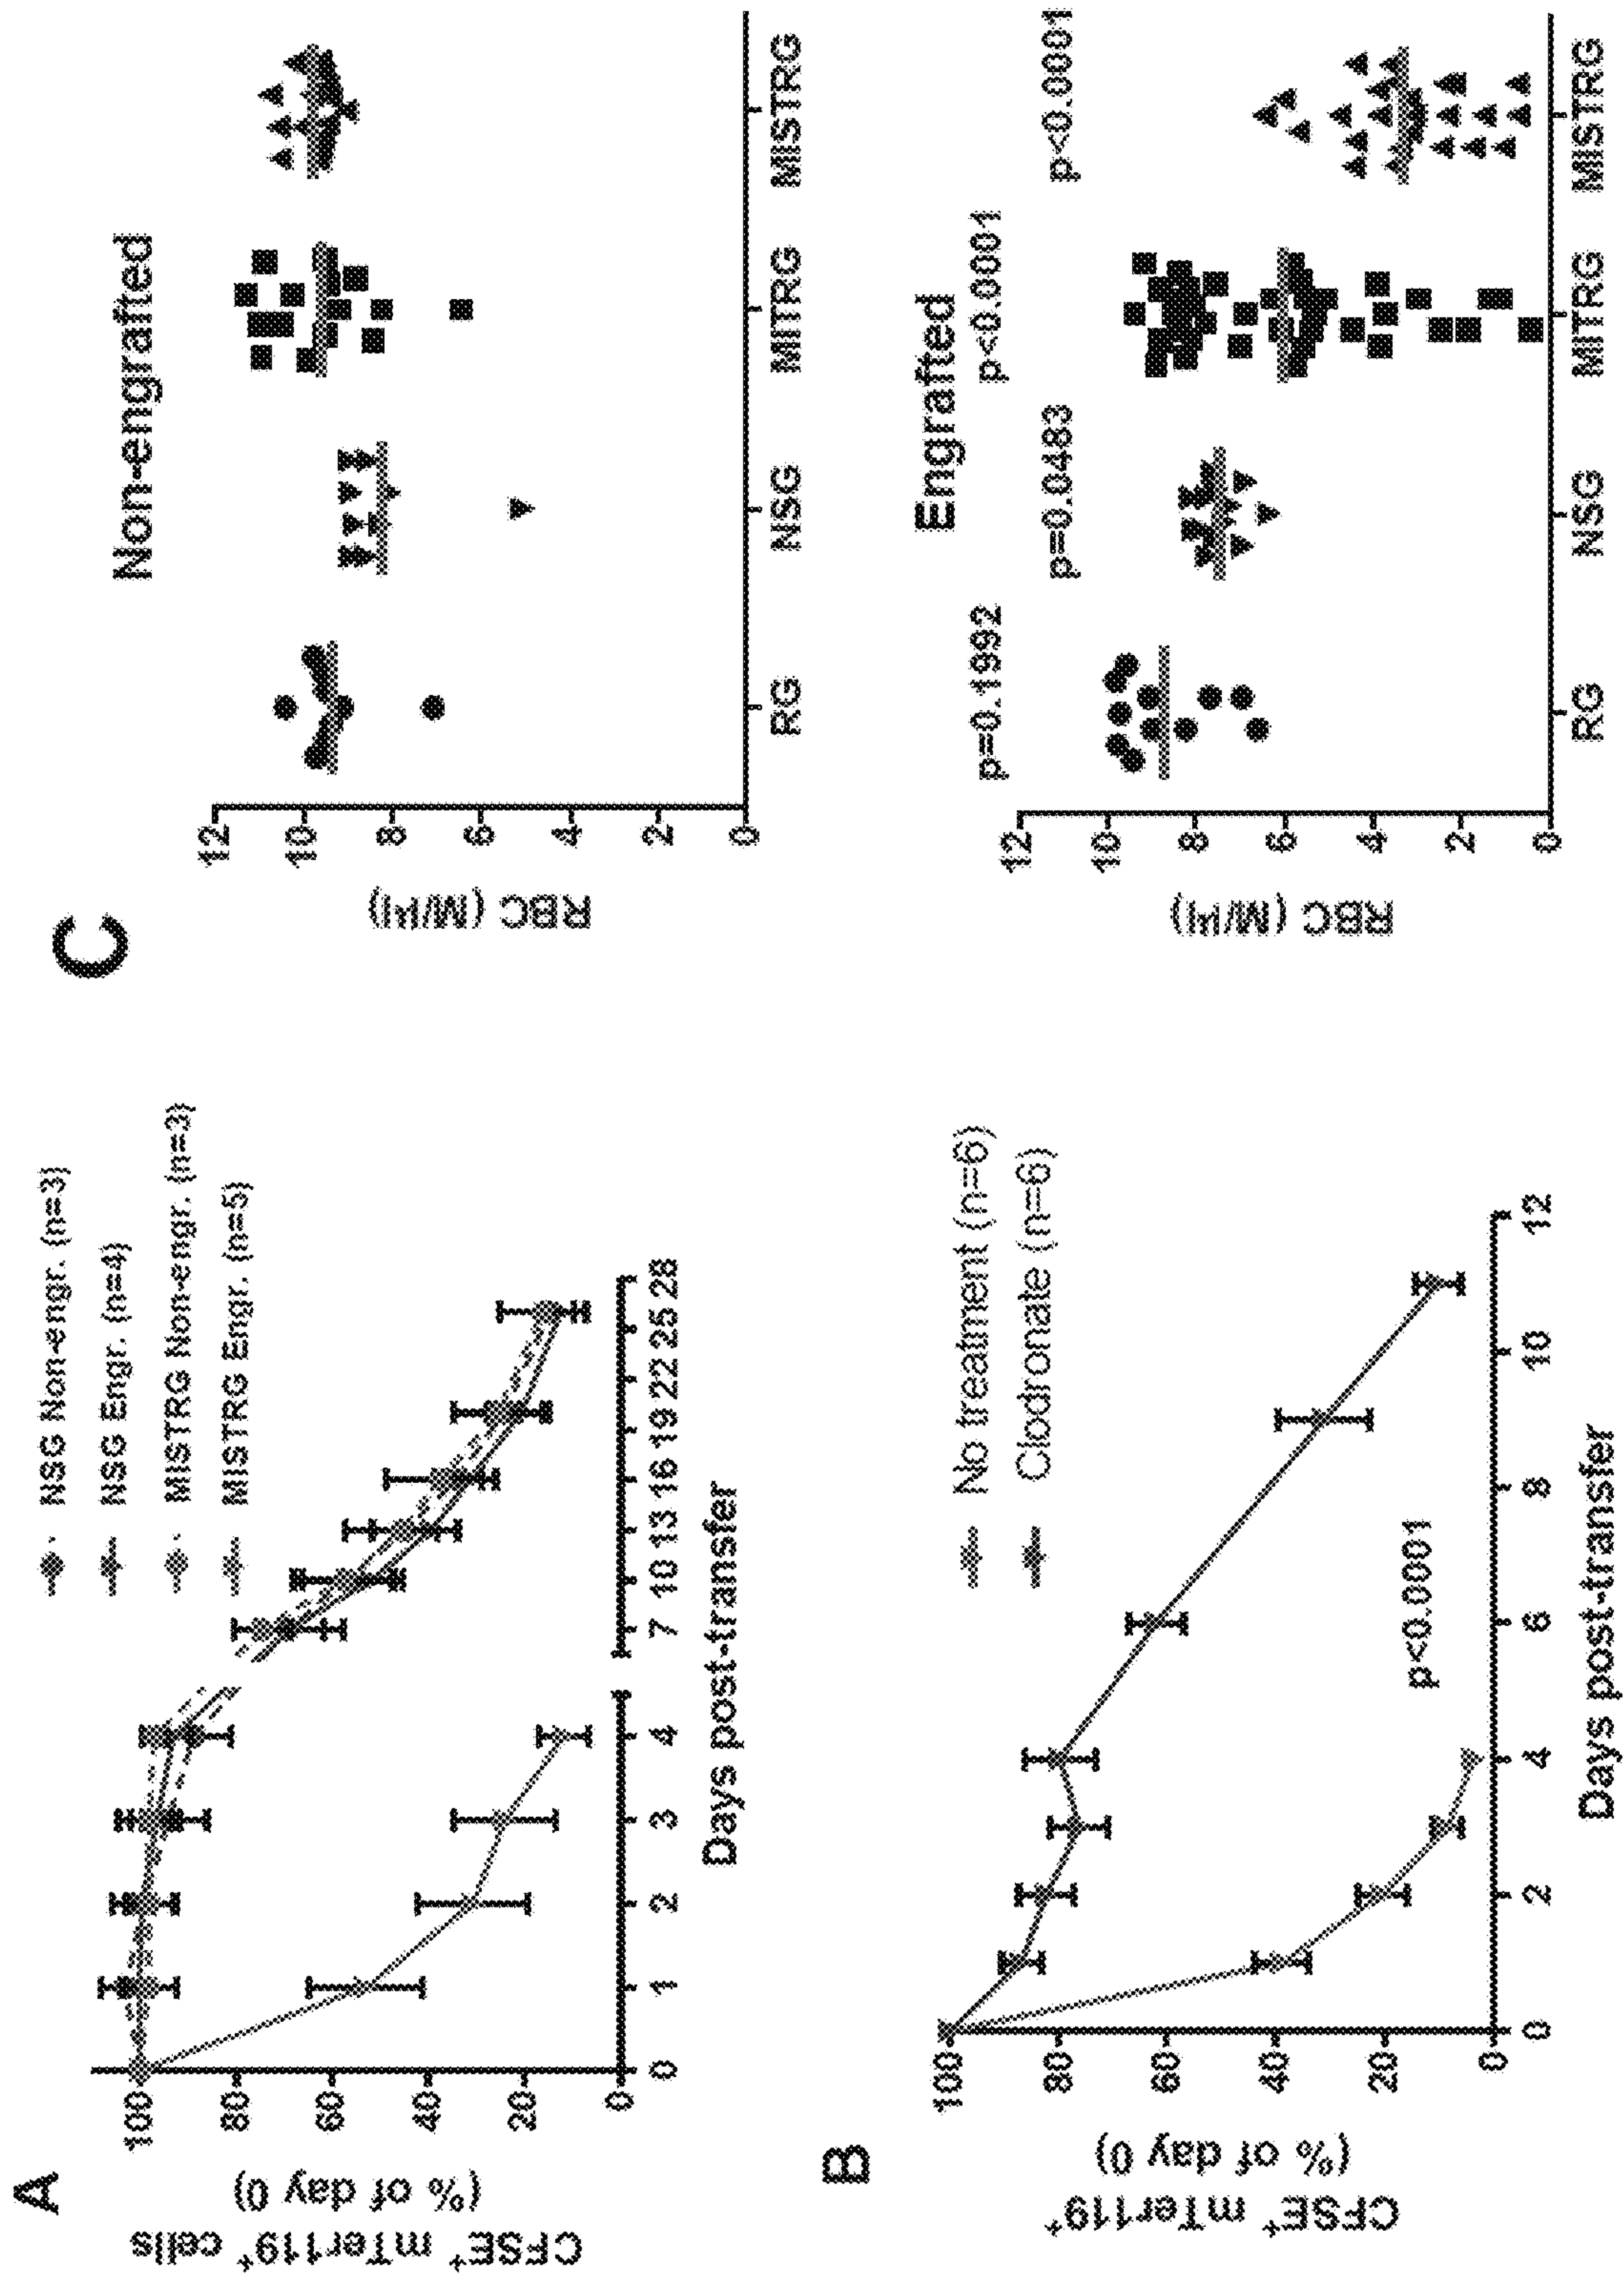 A
CFSE⁺ mTer119⁺ cells
(% of day 0)
100
80
60
40
20
0
0 1 2 3 4 7 10 13 16 19 22 25 28
Days post-transfer
NSG Non-engr. (n=3)
NSG Engr. (n=4)
MISTRG Non-engr. (n=3)
MISTRG Engr. (n=5)
B
CFSE⁺ mTer119⁺
(% of day 0)
100
80
60
40
20
0
0 2 4 6 8 10 12
Days post-transfer
No treatment (n=6)
Clodronate (n=6)
p<0.0001
C
Non-engrafted
RBC (M/µl)
12
10
8
6
4
2
0
RG NSG MITRG MISTRG
Engrafted
p=0.1992 p=0.0483 p<0.0001 p<0.0001
RBC (M/µl)
12
10
8
6
4
2
0
RG NSG MITRG MISTRG